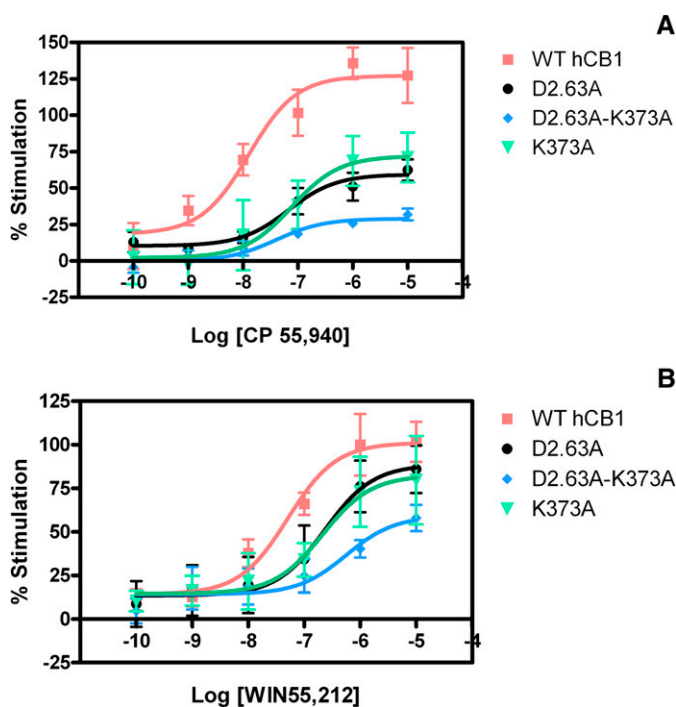 A
150
125
100
75
50
25
0
-25
% Stimulation
-10 -9 -8 -7 -6 -5 -4
Log [CP 55,940]
WT hCB1
D2.63A
D2.63A-K373A
K373A
B
125
100
75
50
25
0
-25
% Stimulation
-10 -9 -8 -7 -6 -5 -4
Log [WIN55,212]
WT hCB1
D2.63A
D2.63A-K373A
K373A